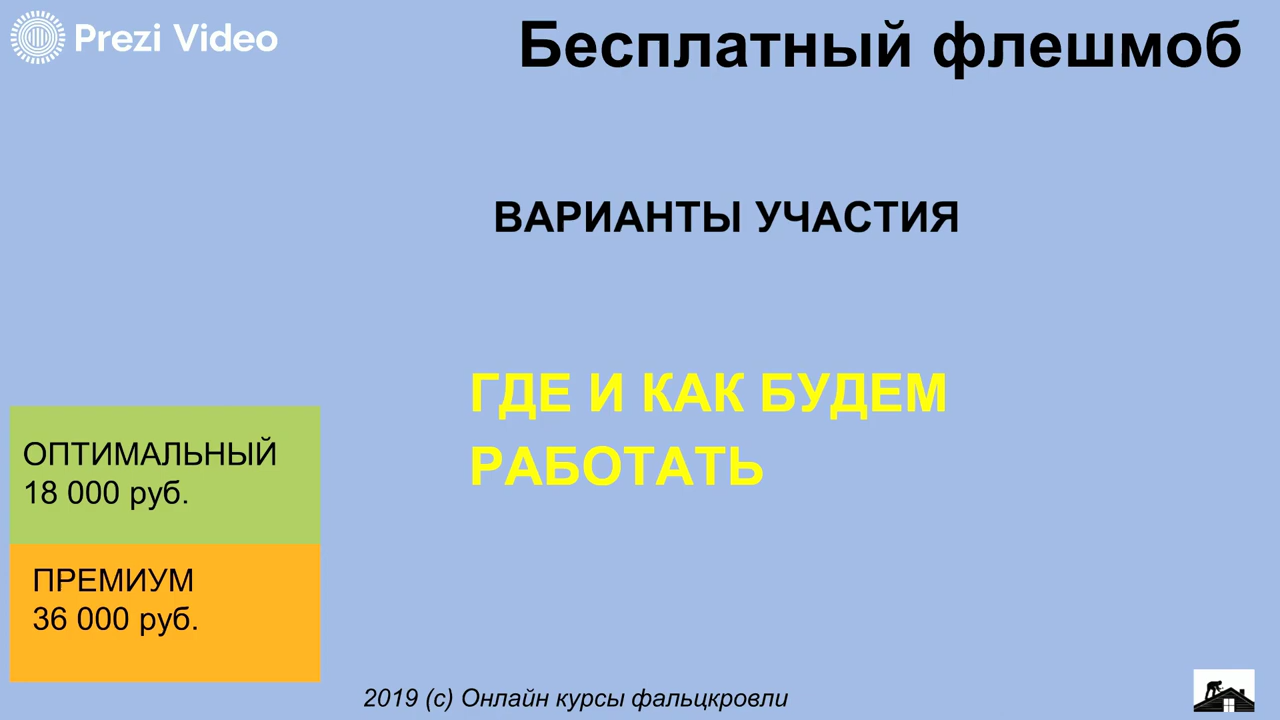 Prezi Video
Бесплатный флешмоб
ВАРИАНТЫ УЧАСТИЯ
ГДЕ И КАК БУДЕМ
РАБОТАТЬ
ОПТИМАЛЬНЫЙ
18 000 руб.
ПРЕМИУМ
36 000 руб.
2019 (с) Онлайн курсы фальцкровли